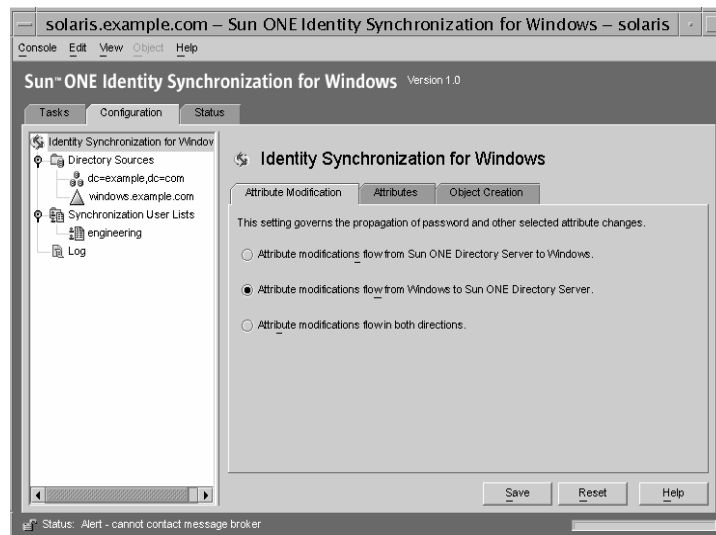 solaris.example.com – Sun ONE Identity Synchronization for Windows – solaris
Console Edit View Object Help
Sun™ ONE Identity Synchronization for Windows Version 1.0
Tasks Configuration Status
Identity Synchronization for Window
Directory Sources
dc=example,dc=com
windows.example.com
Synchronization User Lists
engineering
Log
Identity Synchronization for Windows
Attribute Modification Attributes Object Creation
This setting governs the propagation of password and other selected attribute changes.
Attribute modifications flow from Sun ONE Directory Server to Windows.
Attribute modifications flow from Windows to Sun ONE Directory Server.
Attribute modifications flow in both directions.
Save Reset Help
Status: Alert - cannot contact message broker